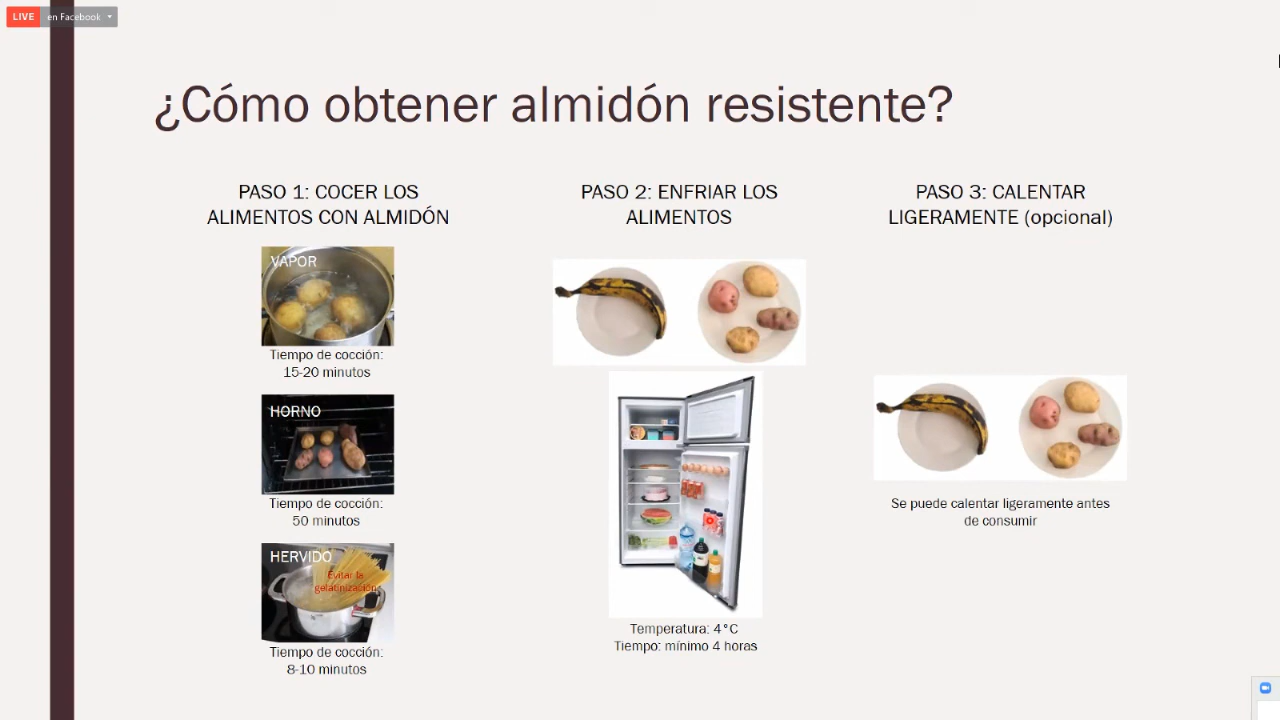 LIVE en Facebook
¿Cómo obtener almidón resistente?
PASO 1: COCER LOS
ALIMENTOS CON ALMIDÓN
VAPOR
Tiempo de cocción:
15-20 minutos
HORNO
Tiempo de cocción:
50 minutos
HERVIDO
Evitar la
gelatinización
Tiempo de cocción:
8-10 minutos
PASO 2: ENFRIAR LOS
ALIMENTOS
Temperatura: 4°C
Tiempo: mínimo 4 horas
PASO 3: CALENTAR
LIGERAMENTE (opcional)
Se puede calentar ligeramente antes
de consumir